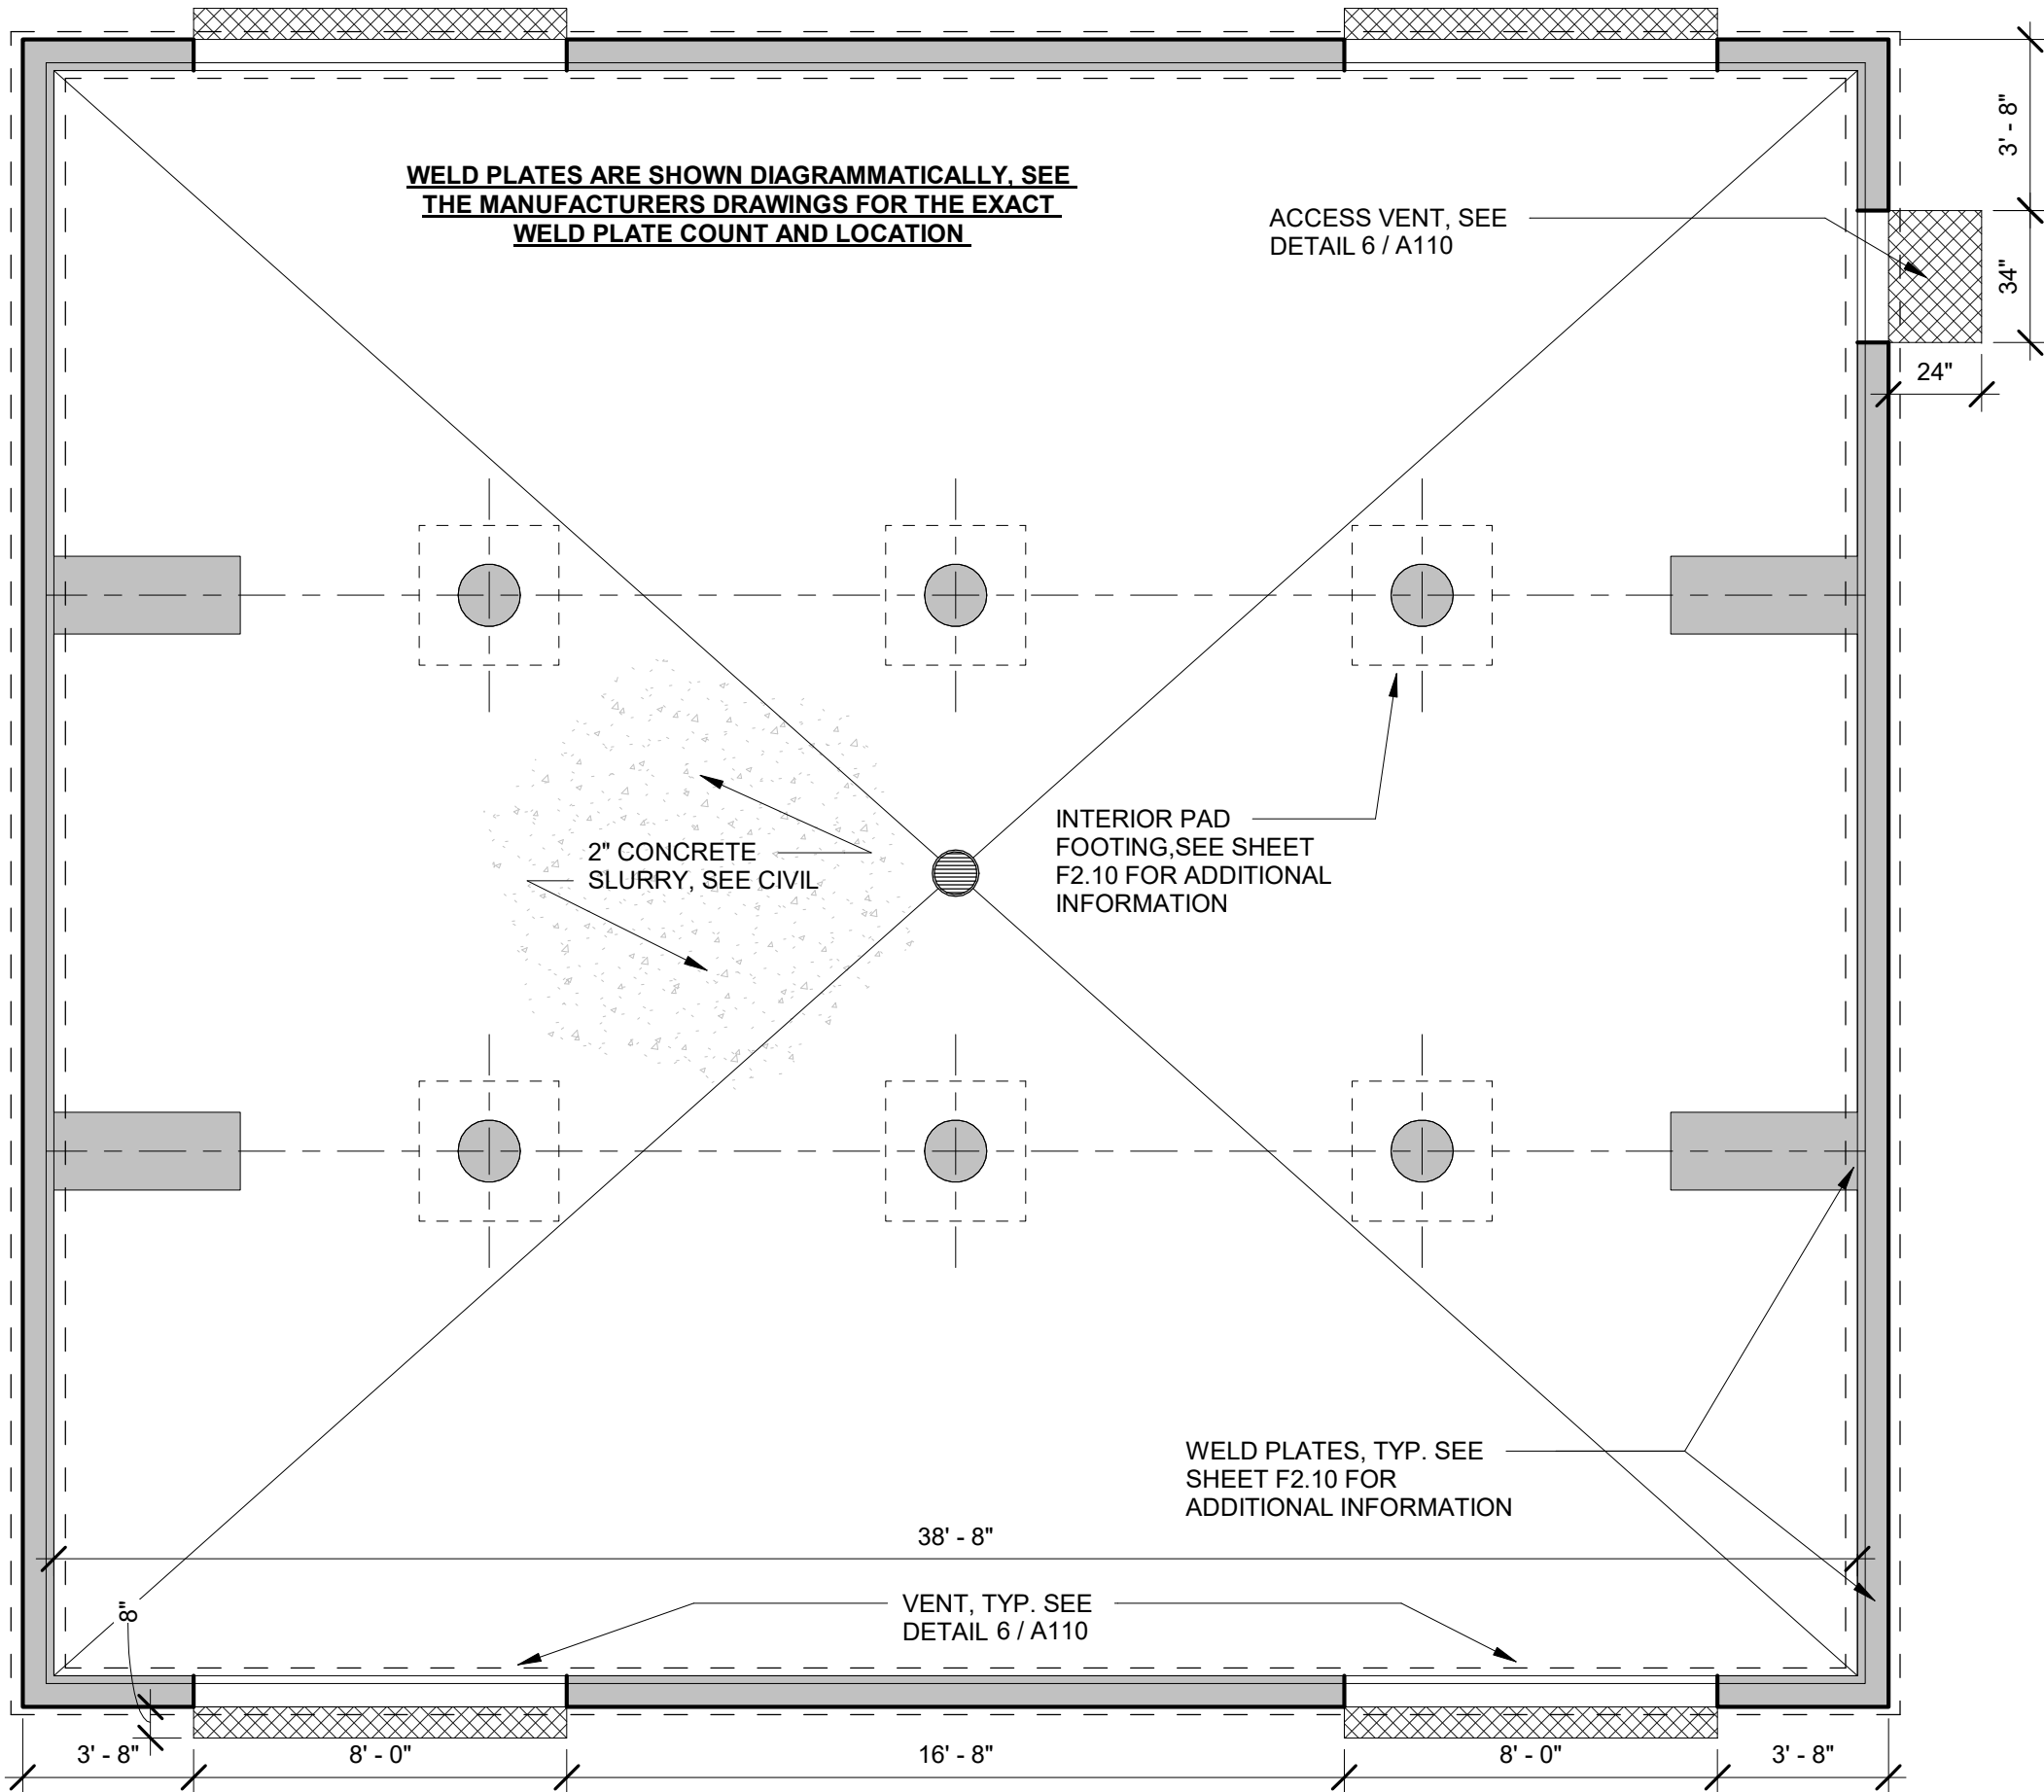 WELD PLATES ARE SHOWN DIAGRAMMATICALLY, SEE
THE MANUFACTURERS DRAWINGS FOR THE EXACT
WELD PLATE COUNT AND LOCATION
ACCESS VENT, SEE
DETAIL 6 / A110
3' - 8"
34"
24"
2" CONCRETE
SLURRY, SEE CIVIL
INTERIOR PAD
FOOTING,SEE SHEET
F2.10 FOR ADDITIONAL
INFORMATION
WELD PLATES, TYP. SEE
SHEET F2.10 FOR
ADDITIONAL INFORMATION
38' - 8"
8"
VENT, TYP. SEE
DETAIL 6 / A110
3' - 8"
8' - 0"
16' - 8"
8' - 0"
3' - 8"